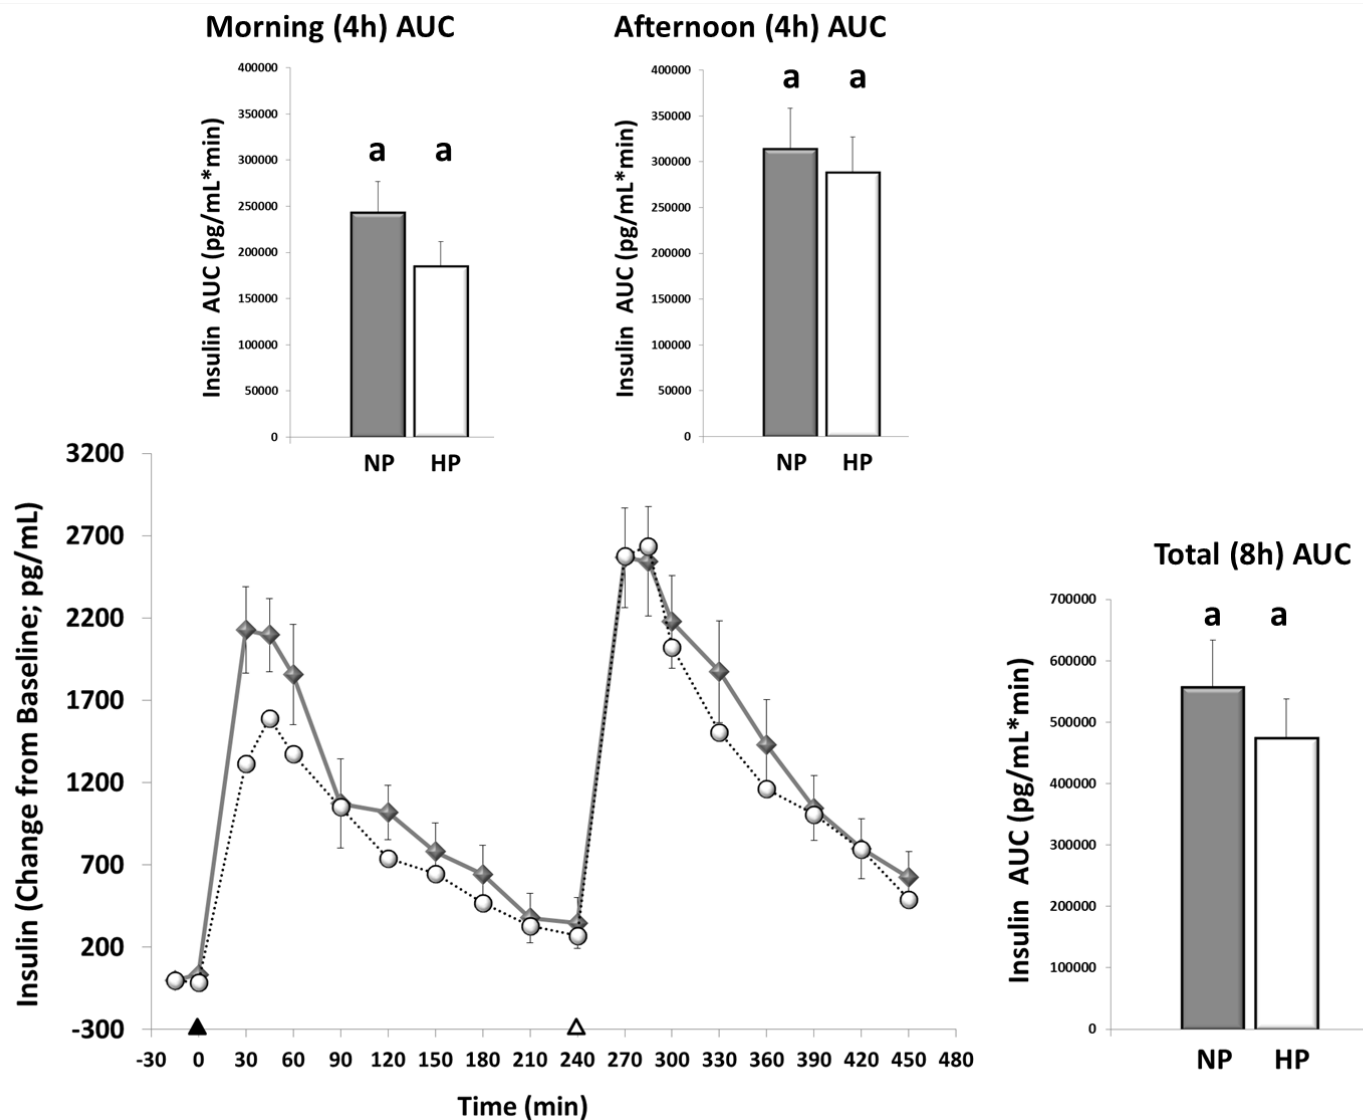 Morning (4h) AUC
Afternoon (4h) AUC
400000
350000
300000
250000
200000
150000
100000
50000
0
Insulin AUC (pg/mL*min)
a a
NP HP
400000
350000
300000
250000
200000
150000
100000
50000
0
Insulin AUC (pg/mL*min)
a a
NP HP
3200
2700
2200
1700
1200
700
200
-300
Insulin (Change from Baseline; pg/mL)
-30 0 30 60 90 120 150 180 210 240 270 300 330 360 390 420 450 480
Time (min)
Total (8h) AUC
700000
600000
500000
400000
300000
200000
100000
0
Insulin AUC (pg/mL*min)
a a
NP HP